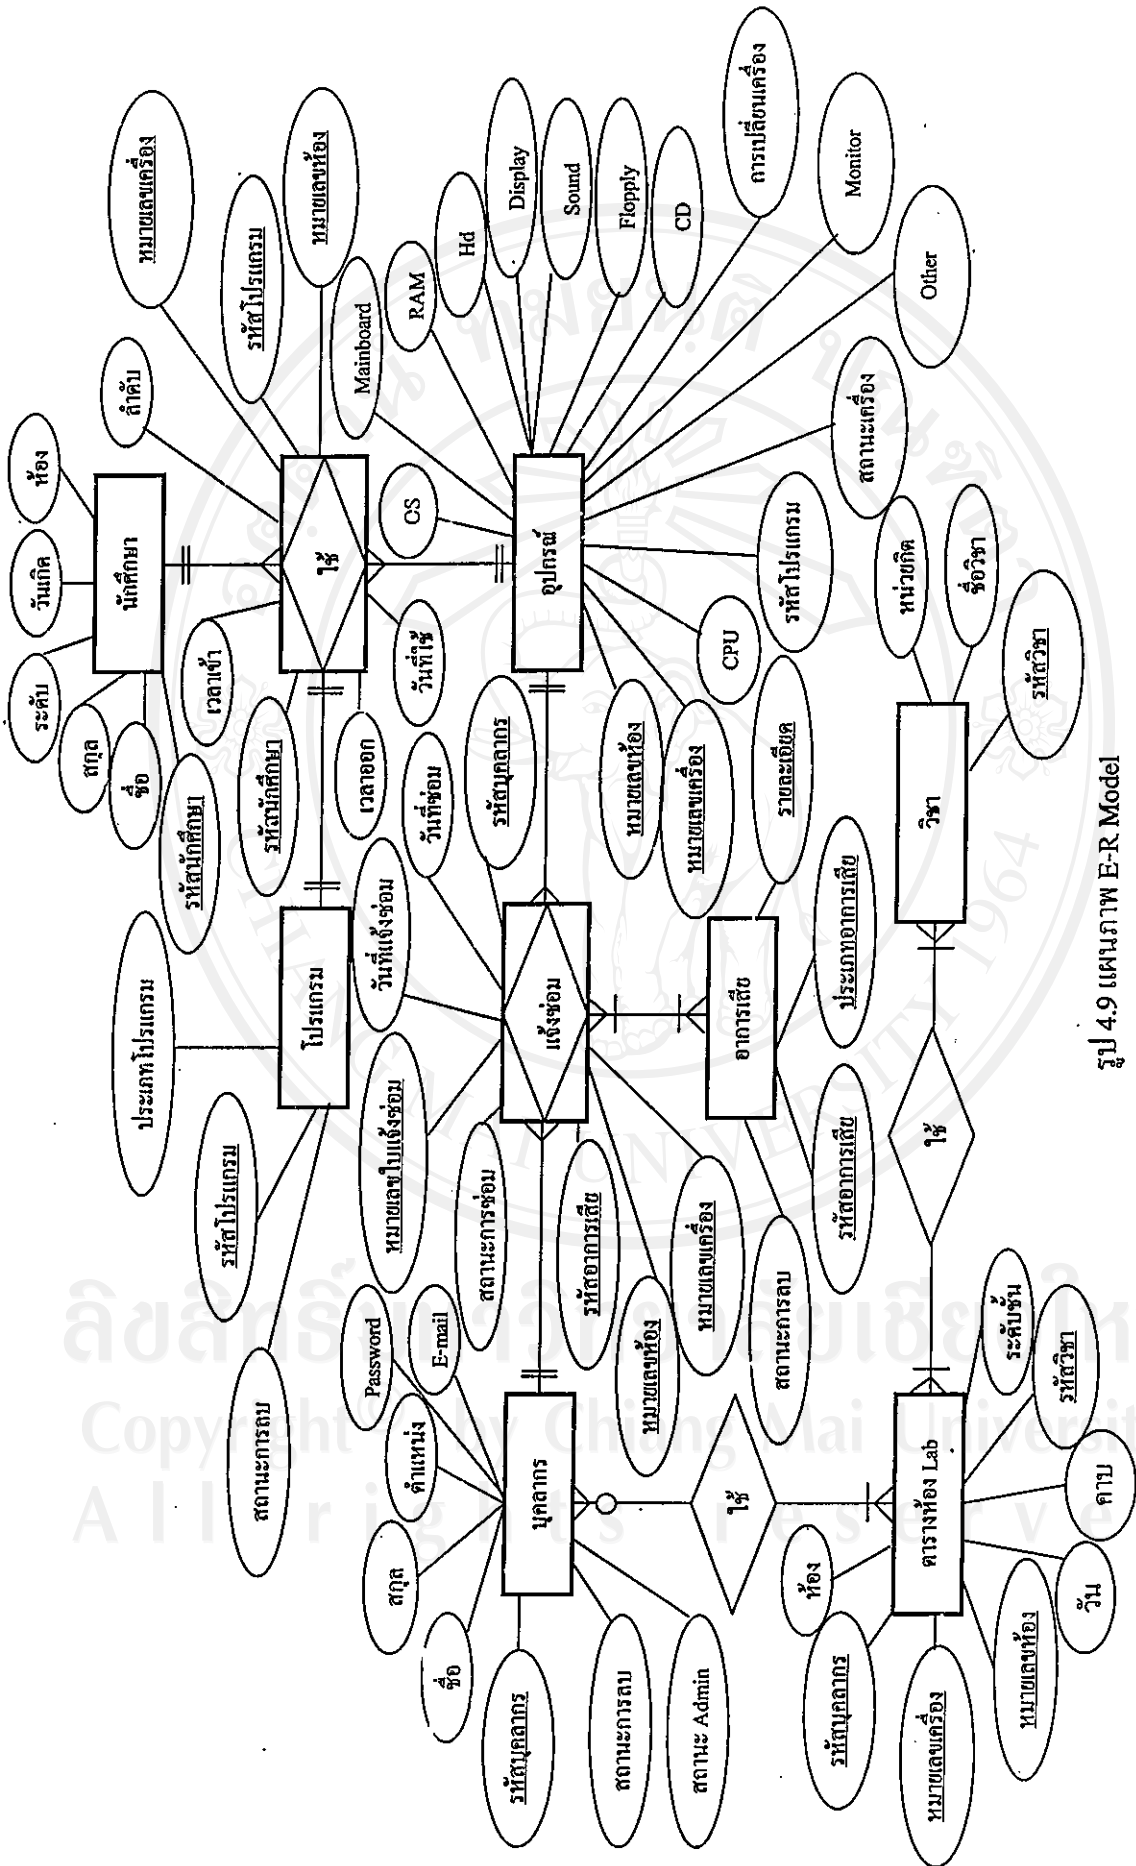 ห้อง
วันเกิด
ระดับ
สกุล
ชื่อ
รหัสนักศึกษา
นักศึกษา
ลำดับ
หมายเลขเครื่อง
รหัสโปรแกรม
หมายเลขห้อง
เวลาเข้า
รหัสนักศึกษา
เวลาออก
วันที่ใช้
ใช้
ประเภทโปรแกรม
รหัสโปรแกรม
สถานะการลบ
โปรแกรม
Mainboard
RAM
Hd
Display
Sound
Flopply
CD
การเปลี่ยนเครื่อง
Monitor
Other
สถานะเครื่อง
รหัสโปรแกรม
CPU
หมายเลขเครื่อง
หมายเลขห้อง
CS
อุปกรณ์
รหัสบุคลากร
วันที่ซ่อม
วันที่แจ้งซ่อม
หมายเลขใบแจ้งซ่อม
สถานะการซ่อม
รหัสอาการเสีย
หมายเลขห้อง
หมายเลขเครื่อง
แจ้งซ่อม
รายละเอียด
ประเภทอาการเสีย
รหัสอาการเสีย
สถานะการลบ
อาการเสีย
E-mail
Password
ตำแหน่ง
สกุล
ชื่อ
รหัสบุคลากร
สถานะการลบ
สถานะ Admin
บุคลากร
ใช้
หน่วยกิต
ชื่อวิชา
รหัสวิชา
วิชา
ใช้
ระดับชั้น
รหัสวิชา
คาบ
วัน
หมายเลขห้อง
หมายเลขเครื่อง
รหัสบุคลากร
ห้อง
ตารางห้อง Lab
รูป 4.9 แผนภาพ E-R Model
CHIANG MAI UNIVERSITY 1964
Copyright © by Chiang Mai Universit
All rights reserve